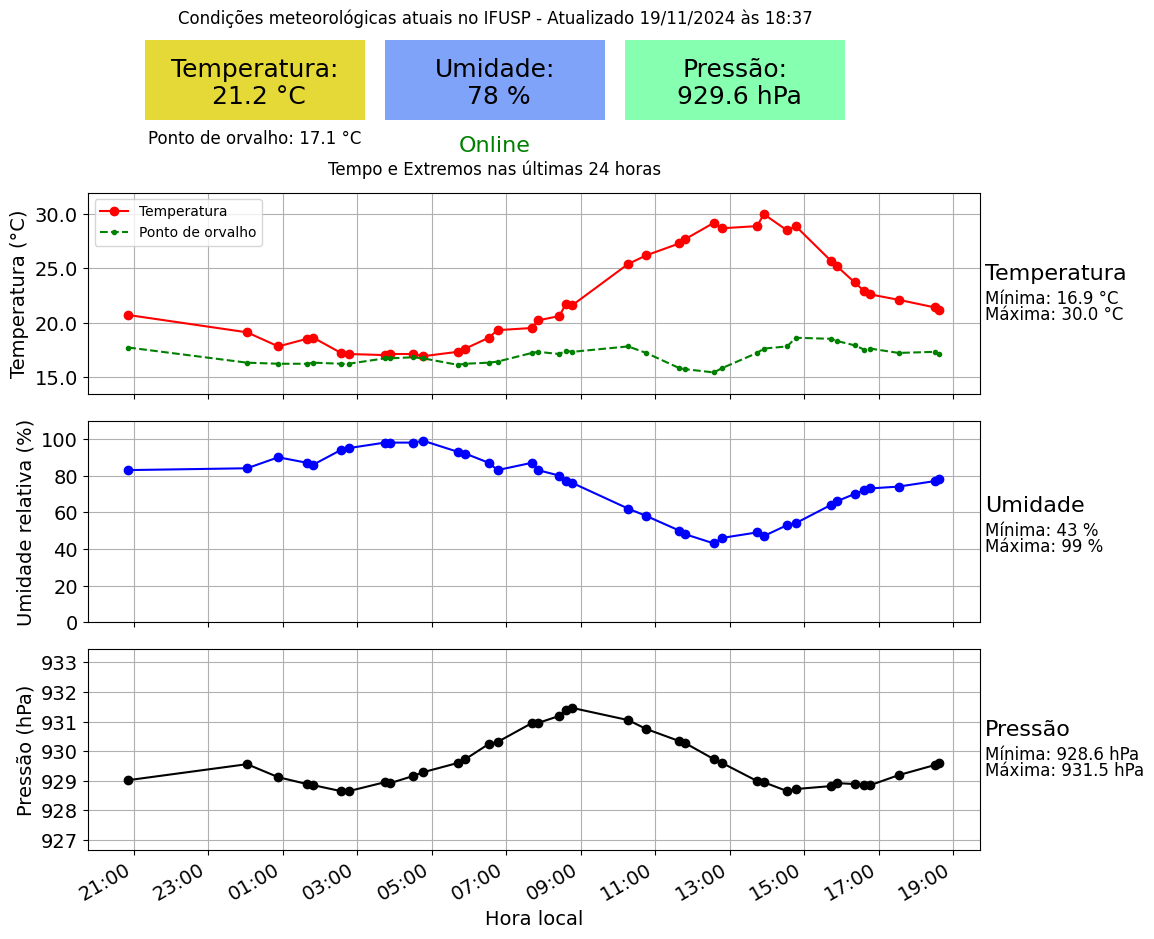 Condições meteorológicas atuais no IFUSP - Atualizado 19/11/2024 às 18:37
Temperatura:
21.2 °C
Umidade:
78 %
Pressão:
929.6 hPa
Ponto de orvalho: 17.1 °C
Online
Tempo e Extremos nas últimas 24 horas
Temperatura (°C)
30.0
25.0
20.0
15.0
Temperatura
Ponto de orvalho
Temperatura
Mínima: 16.9 °C
Máxima: 30.0 °C
Umidade relativa (%)
100
80
60
40
20
0
Umidade
Mínima: 43 %
Máxima: 99 %
Pressão (hPa)
933
932
931
930
929
928
927
Pressão
Mínima: 928.6 hPa
Máxima: 931.5 hPa
21:00 23:00 01:00 03:00 05:00 07:00 09:00 11:00 13:00 15:00 17:00 19:00
Hora local